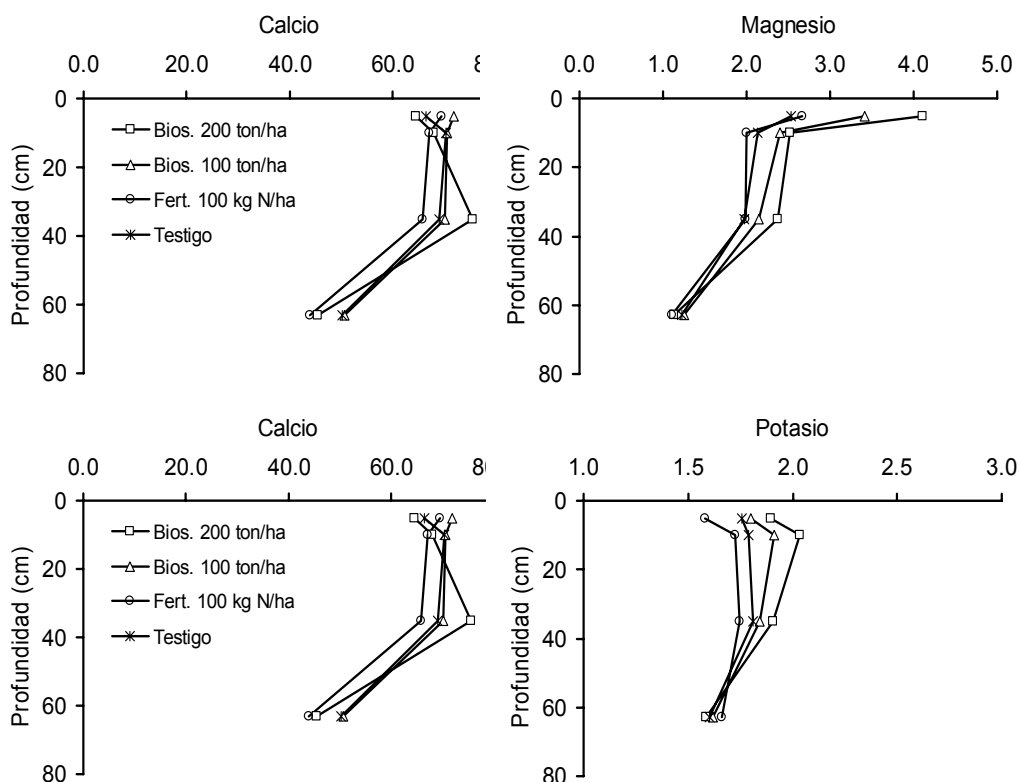 Calcio
0.0 20.0 40.0 60.0 8
0
20
40
60
80
Profundidad (cm)
Bios. 200 ton/ha
Bios. 100 ton/ha
Fert. 100 kg N/ha
Testigo
Magnesio
0.0 1.0 2.0 3.0 4.0 5.0
0
20
40
60
80
Profundidad (cm)
Calcio
0.0 20.0 40.0 60.0 80
0
20
40
60
80
Profundidad (cm)
Bios. 200 ton/ha
Bios. 100 ton/ha
Fert. 100 kg N/ha
Testigo
Potasio
1.0 1.5 2.0 2.5 3.0
0
20
40
60
80
Profundidad (cm)